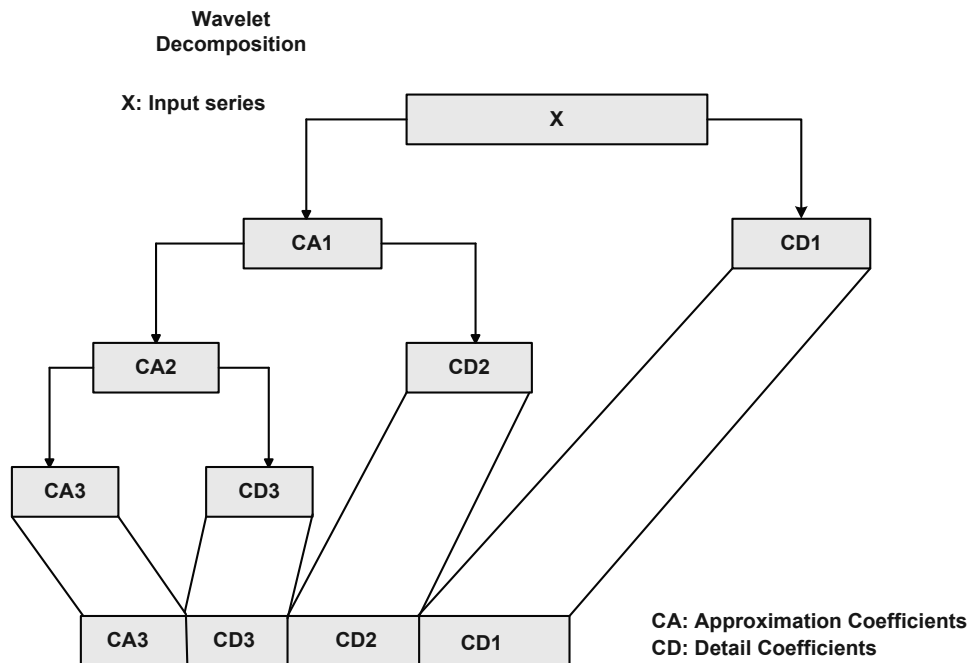 Wavelet
Decomposition
X: Input series
X
CA1
CD1
CA2
CD2
CA3
CD3
CA3
CD3
CD2
CD1
CA: Approximation Coefficients
CD: Detail Coefficients